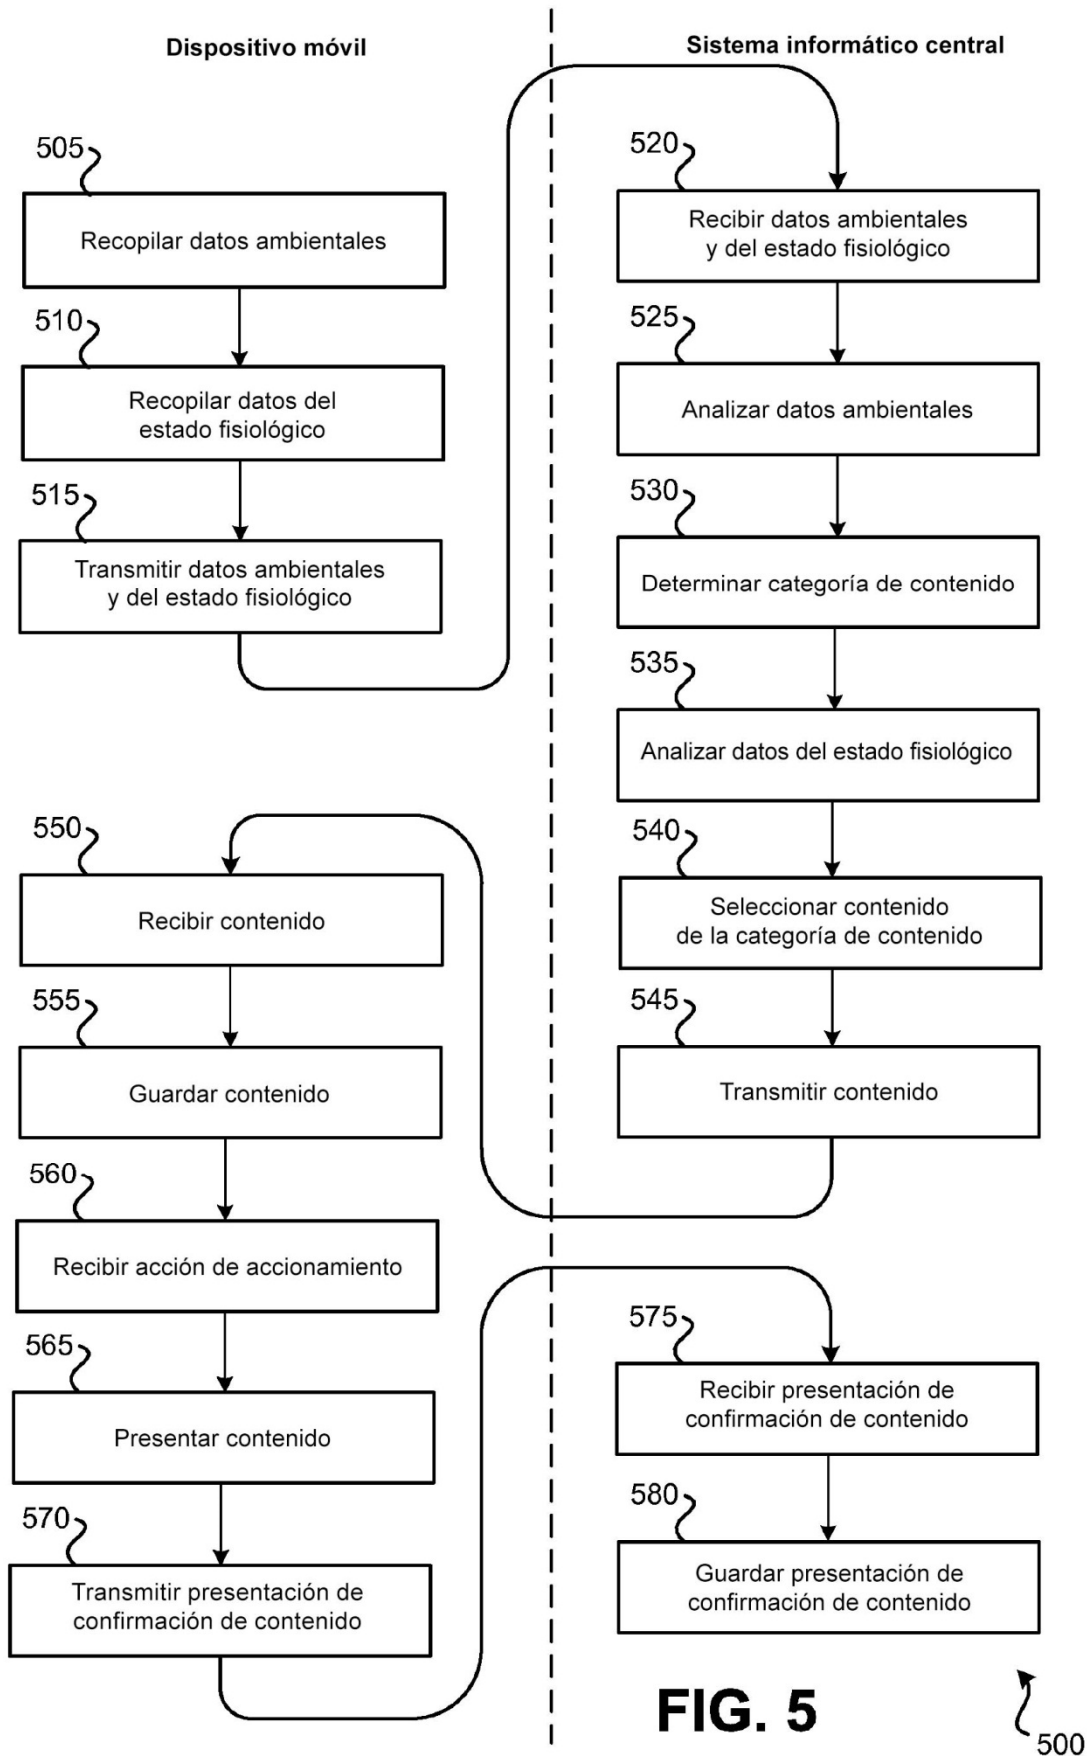 Dispositivo móvil
Sistema informático central
505
Recopilar datos ambientales
510
Recopilar datos del
estado fisiológico
515
Transmitir datos ambientales
y del estado fisiológico
520
Recibir datos ambientales
y del estado fisiológico
525
Analizar datos ambientales
530
Determinar categoría de contenido
535
Analizar datos del estado fisiológico
540
Seleccionar contenido
de la categoría de contenido
545
Transmitir contenido
550
Recibir contenido
555
Guardar contenido
560
Recibir acción de accionamiento
565
Presentar contenido
570
Transmitir presentación de
confirmación de contenido
575
Recibir presentación de
confirmación de contenido
580
Guardar presentación de
confirmación de contenido
FIG. 5
500